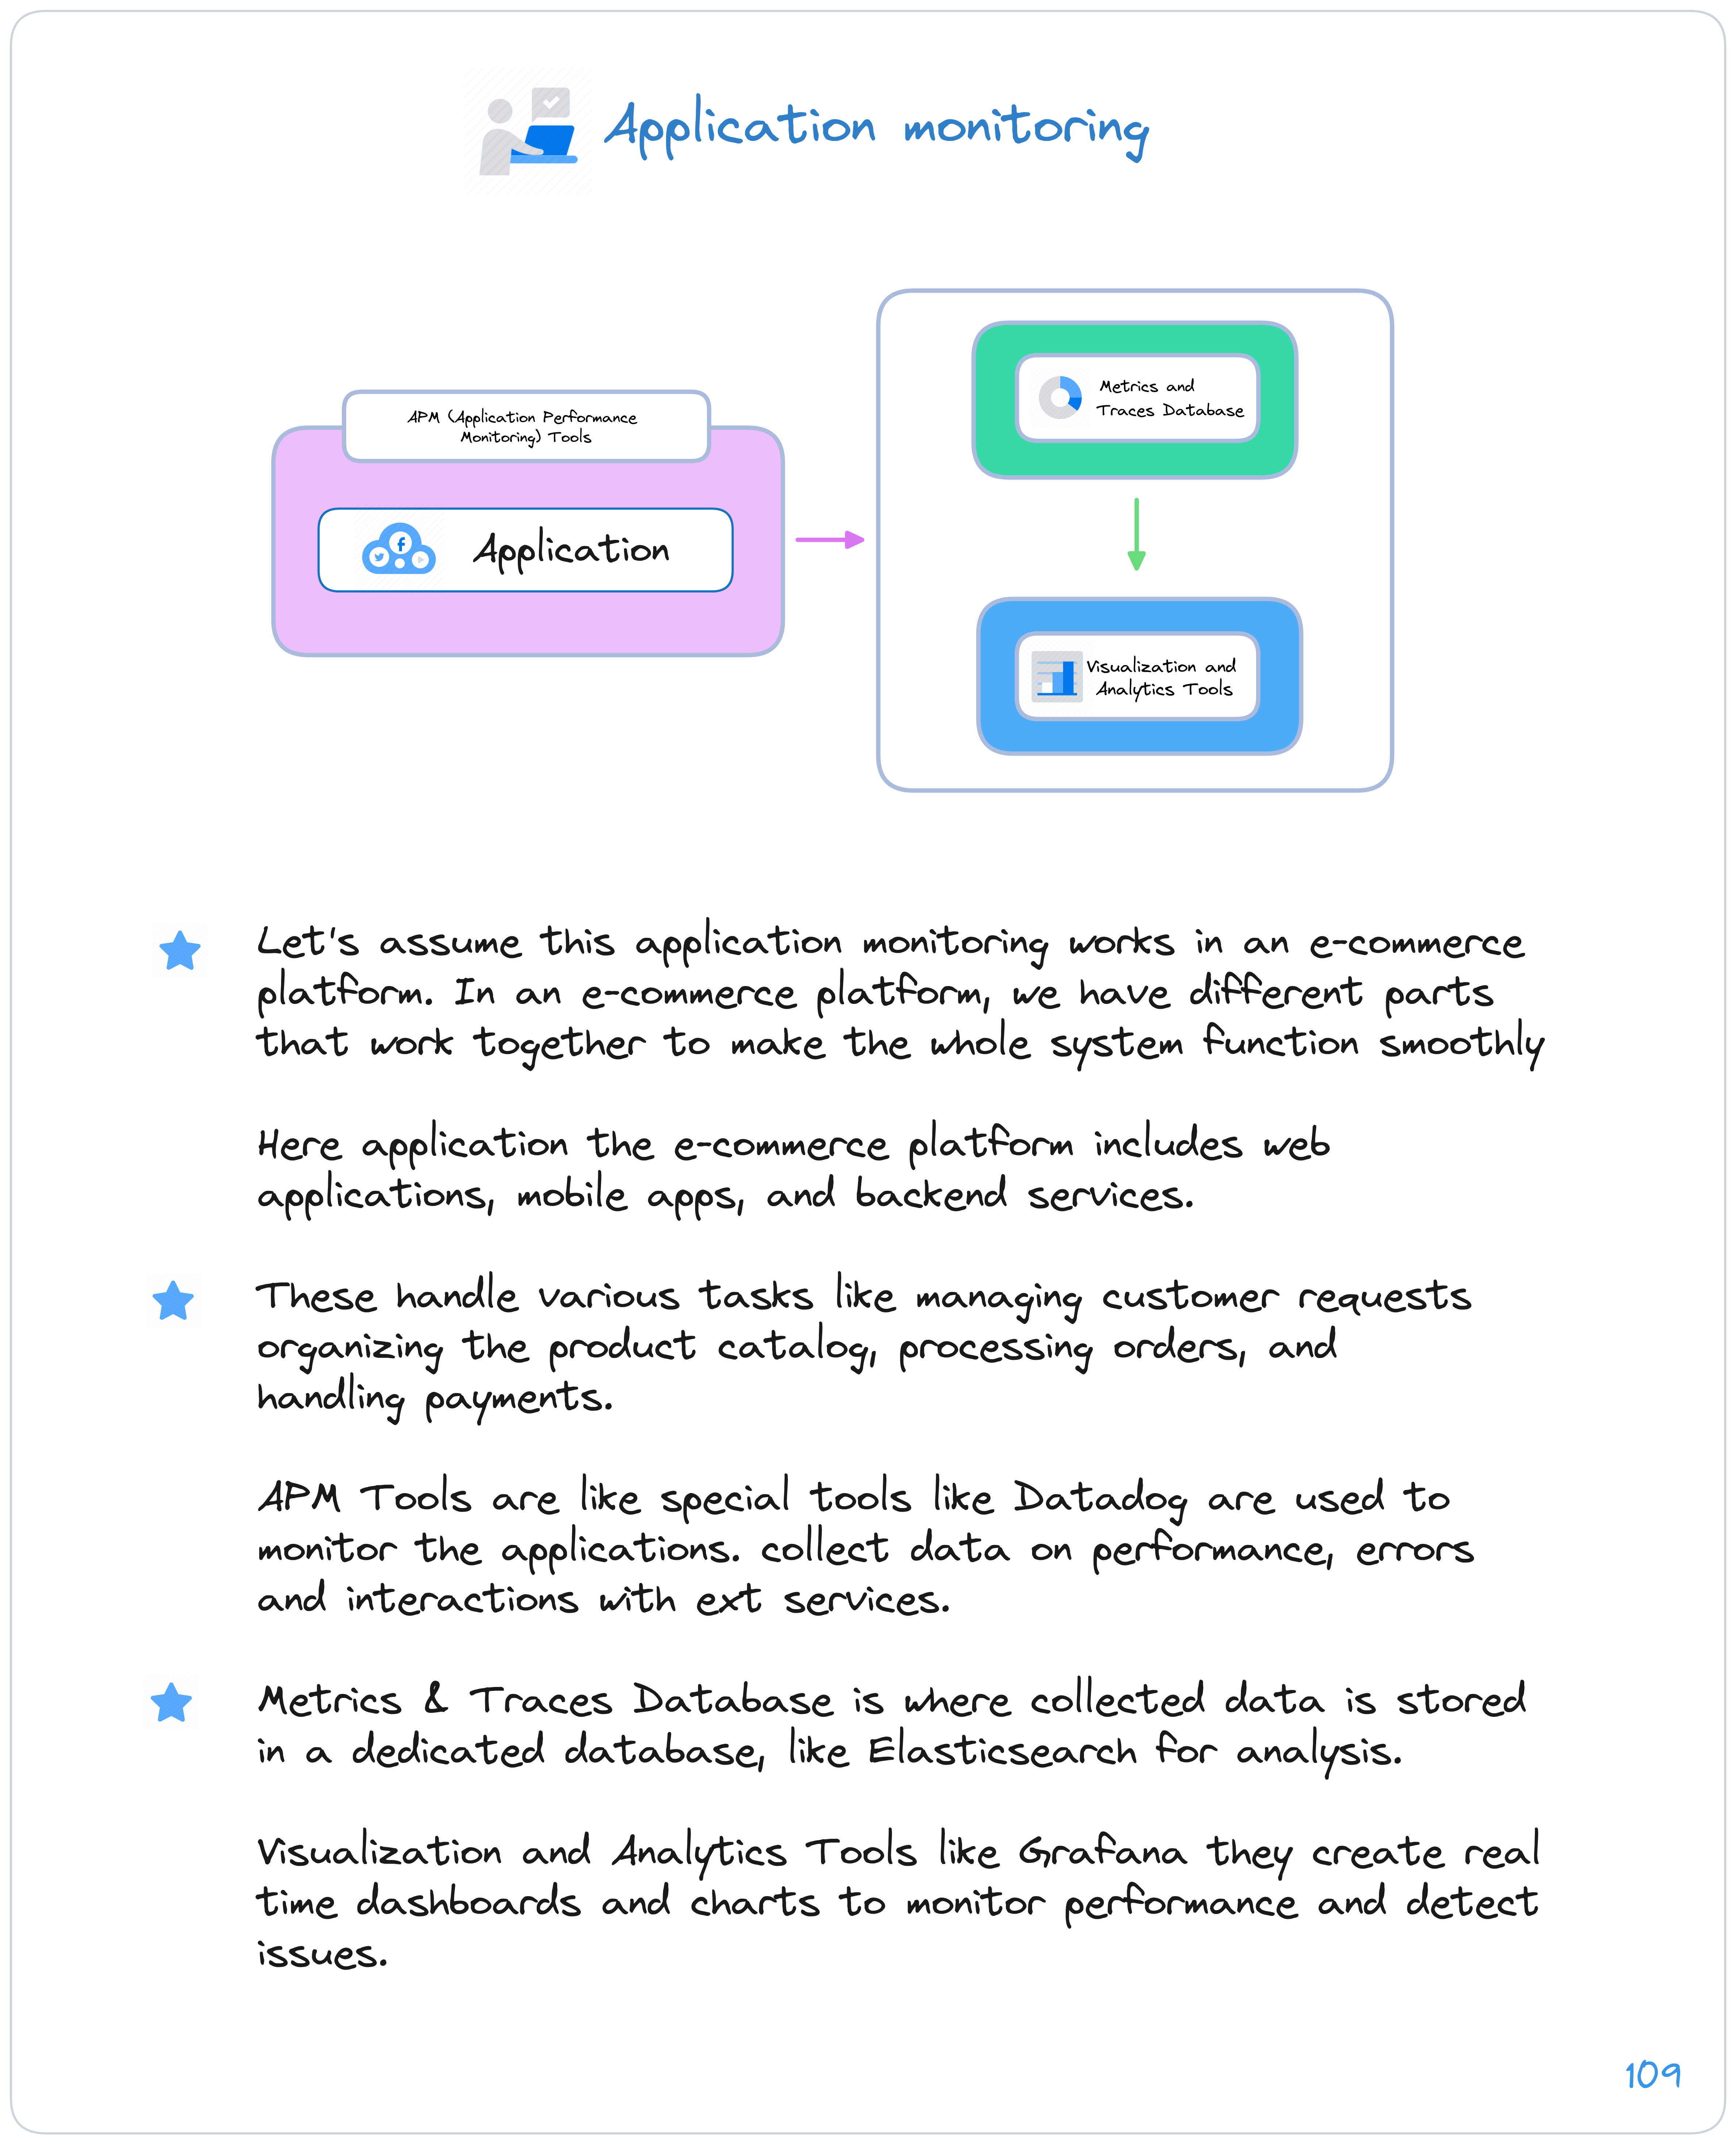 Application monitoring
APM (Application Performance
Monitoring) Tools
Application
Metrics and
Traces Database
Visualization and
Analytics Tools
Let's assume this application monitoring works in an e-commerce
platform. In an e-commerce platform, we have different parts
that work together to make the whole system function smoothly
Here application the e-commerce platform includes web
applications, mobile apps, and backend services.
These handle various tasks like managing customer requests
organizing the product catalog, processing orders, and
handling payments.
APM Tools are like special tools like Datadog are used to
monitor the applications. collect data on performance, errors
and interactions with ext services.
Metrics & Traces Database is where collected data is stored
in a dedicated database, like Elasticsearch for analysis.
Visualization and Analytics Tools like Grafana they create real
time dashboards and charts to monitor performance and detect
issues.
109